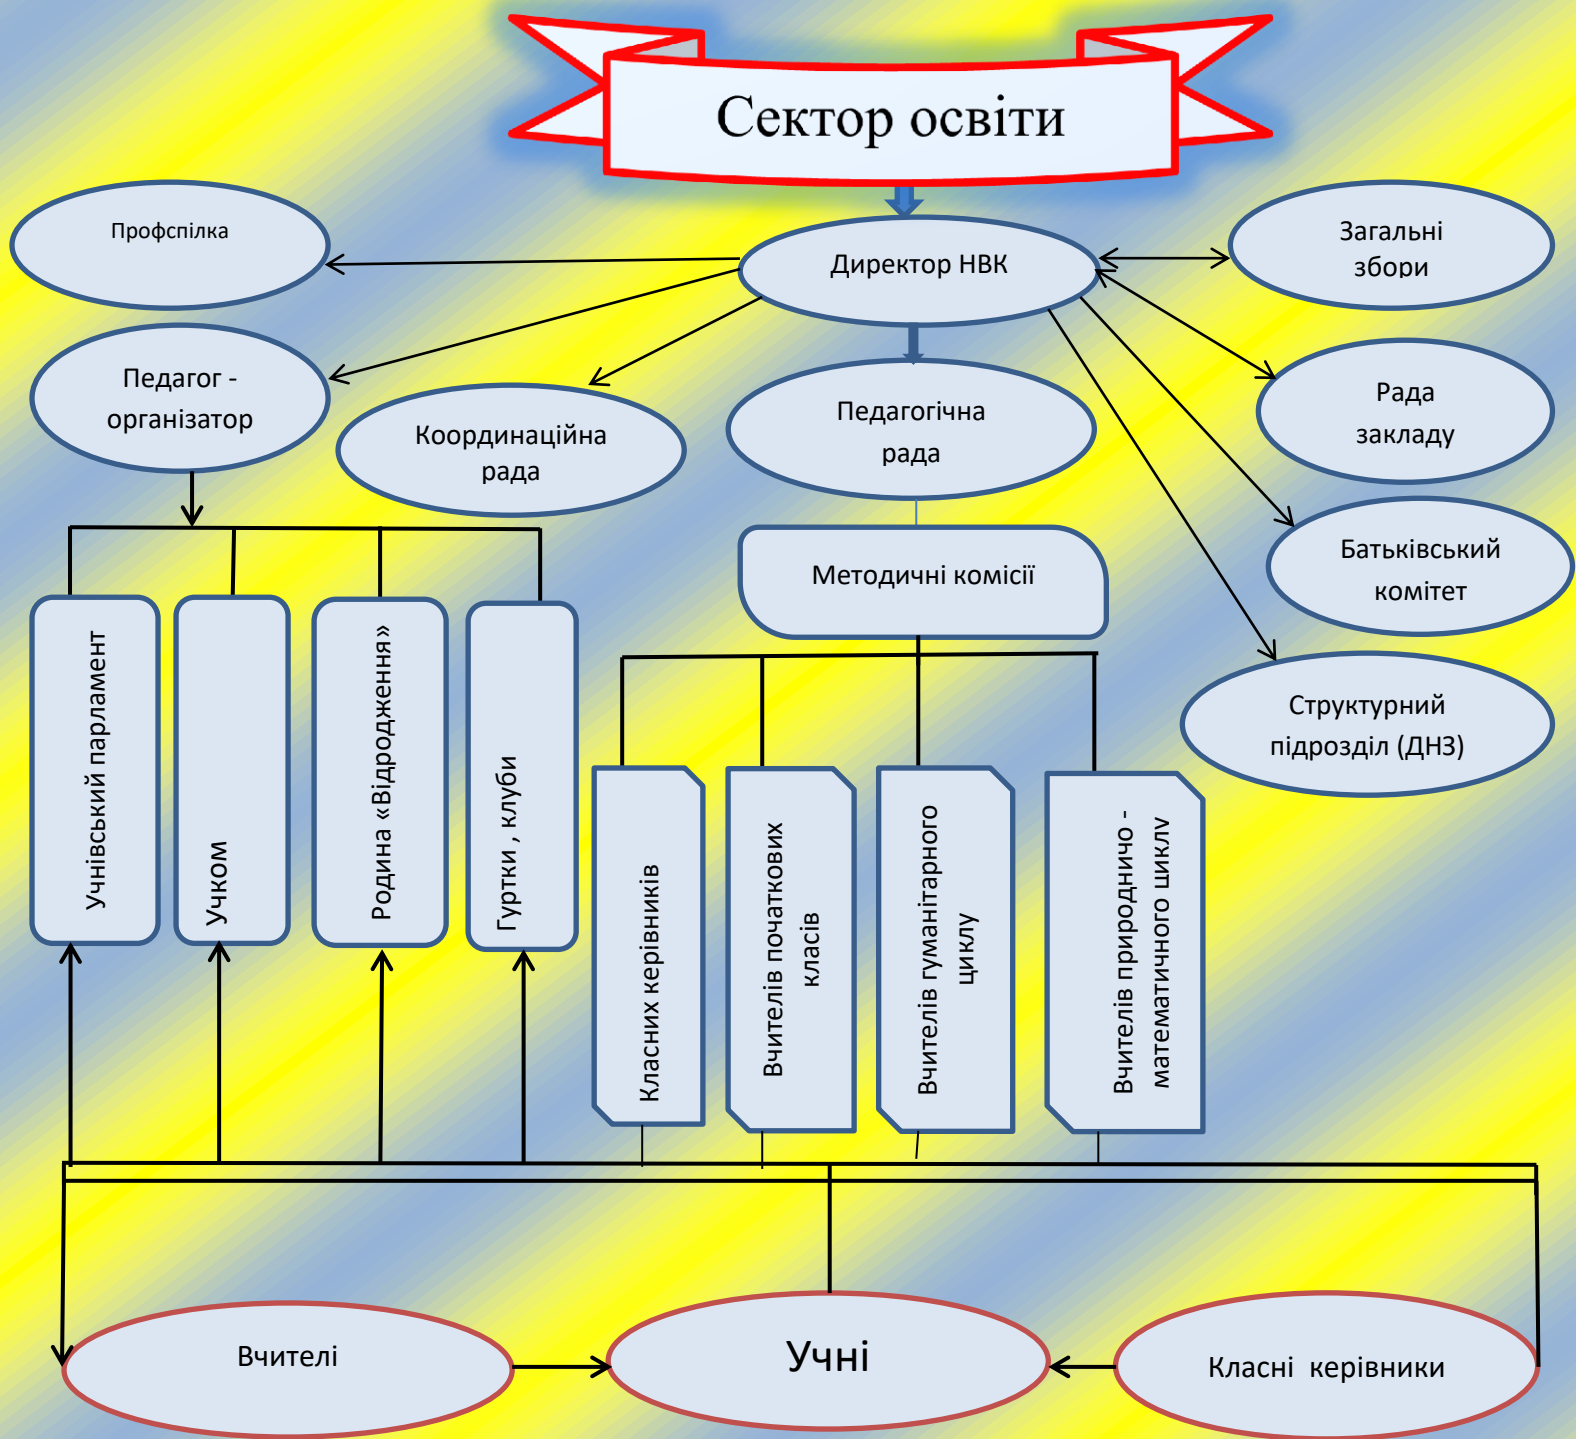 Сектор освіти
Профспілка
Директор НВК
Загальні
збори
Педагог -
організатор
Координаційна
рада
Педагогічна
рада
Рада
закладу
Батьківський
комітет
Методичні комісії
Структурний
підрозділ (ДНЗ)
Учнівський парламент
Учком
Родина «Відродження»
Гуртки , клуби
Класних керівників
Вчителів початкових
класів
Вчителів гуманітарного
циклу
Вчителів природничо -
математичного циклу
Вчителі
Учні
Класні керівники